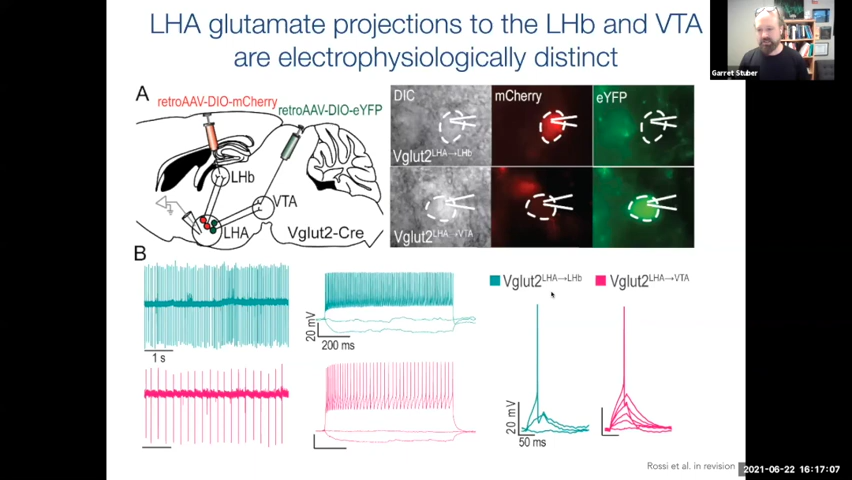 LHA glutamate projections to the LHb and VTA
are electrophysiologically distinct
Garret Stuber
A
retroAAV-DIO-mCherry
retroAAV-DIO-eYFP
LHb
VTA
LHA
Vglut2-Cre
DIC
mCherry
eYFP
Vglut2LHA→LHb
Vglut2LHA→VTA
B
1 s
20 mV
200 ms
Vglut2LHA→LHb
Vglut2LHA→VTA
20 mV
50 ms
Rossi et al. in revision
2021-06-22 16:17:07